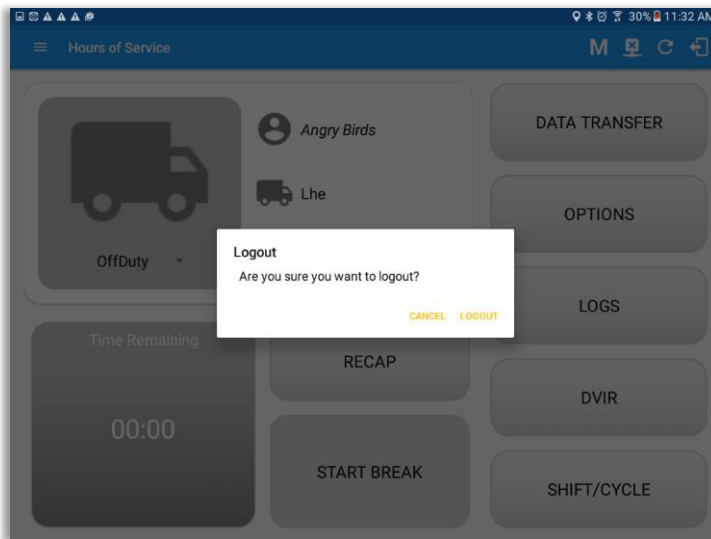 30% 11:32 AM
Hours of Service
M
Angry Birds
DATA TRANSFER
Lhe
OPTIONS
OffDuty
Logout
Are you sure you want to logout?
CANCEL LOGOUT
LOGS
Time Remaining
RECAP
00:00
DVIR
START BREAK
SHIFT/CYCLE